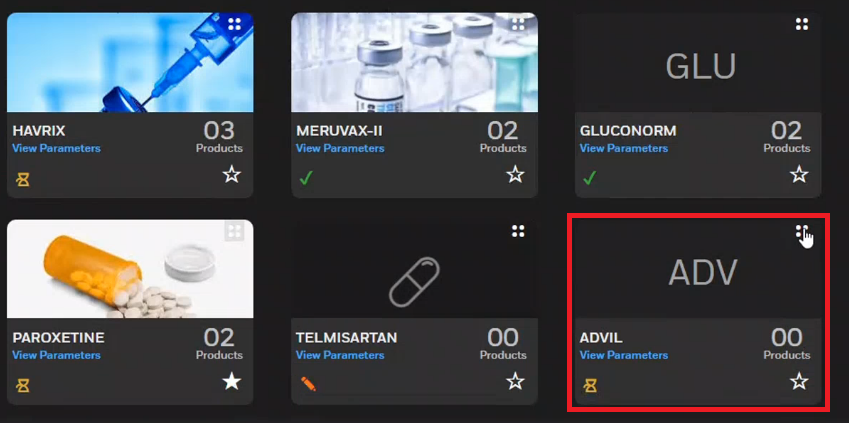 GLU
HAVRIX 03
View Parameters Products
MERUVAX-II 02
View Parameters Products
GLUCONORM 02
View Parameters Products
ADV
PAROXETINE 02
View Parameters Products
TELMISARTAN 00
View Parameters Products
ADVIL 00
View Parameters Products